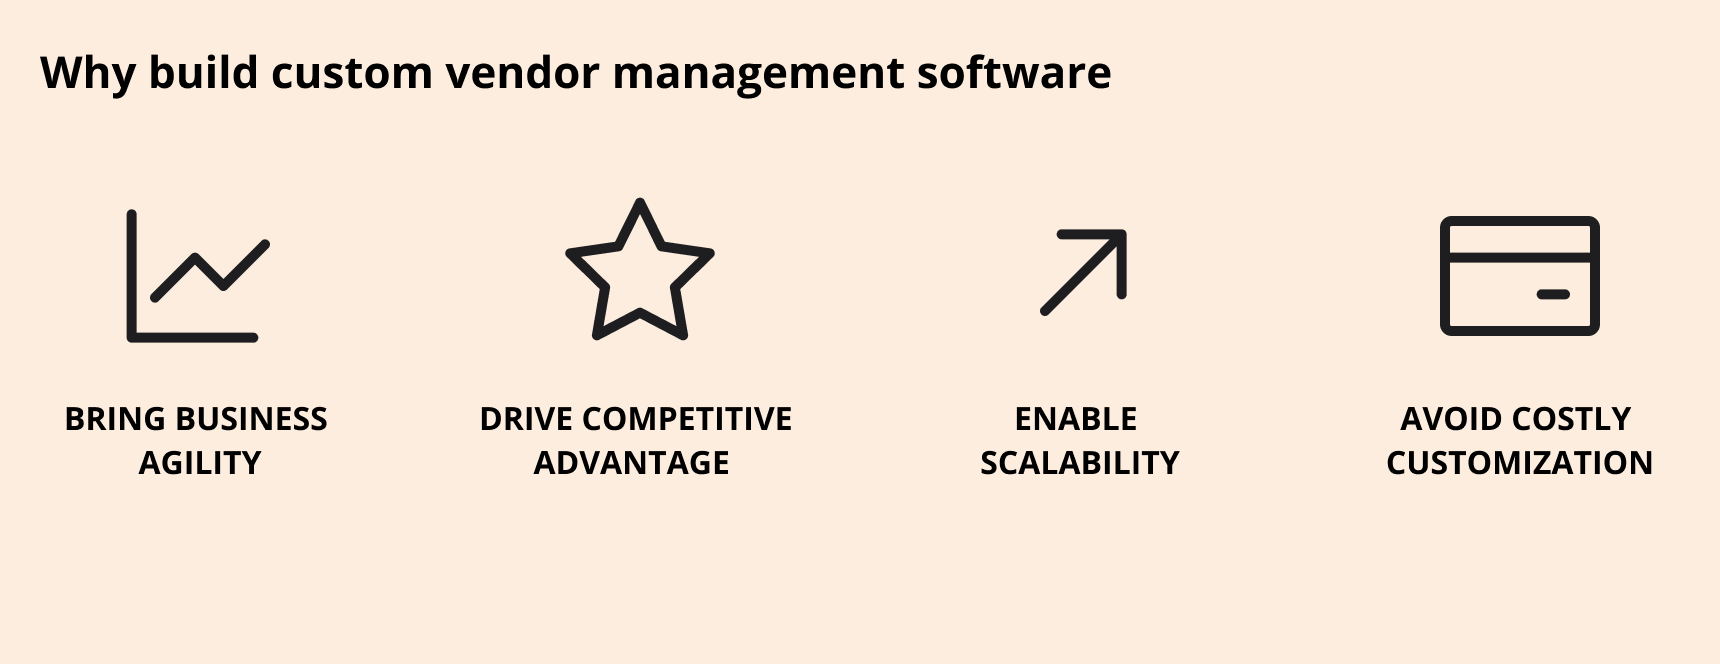 Why build custom vendor management software
BRING BUSINESS
AGILITY
DRIVE COMPETITIVE
ADVANTAGE
ENABLE
SCALABILITY
AVOID COSTLY
CUSTOMIZATION